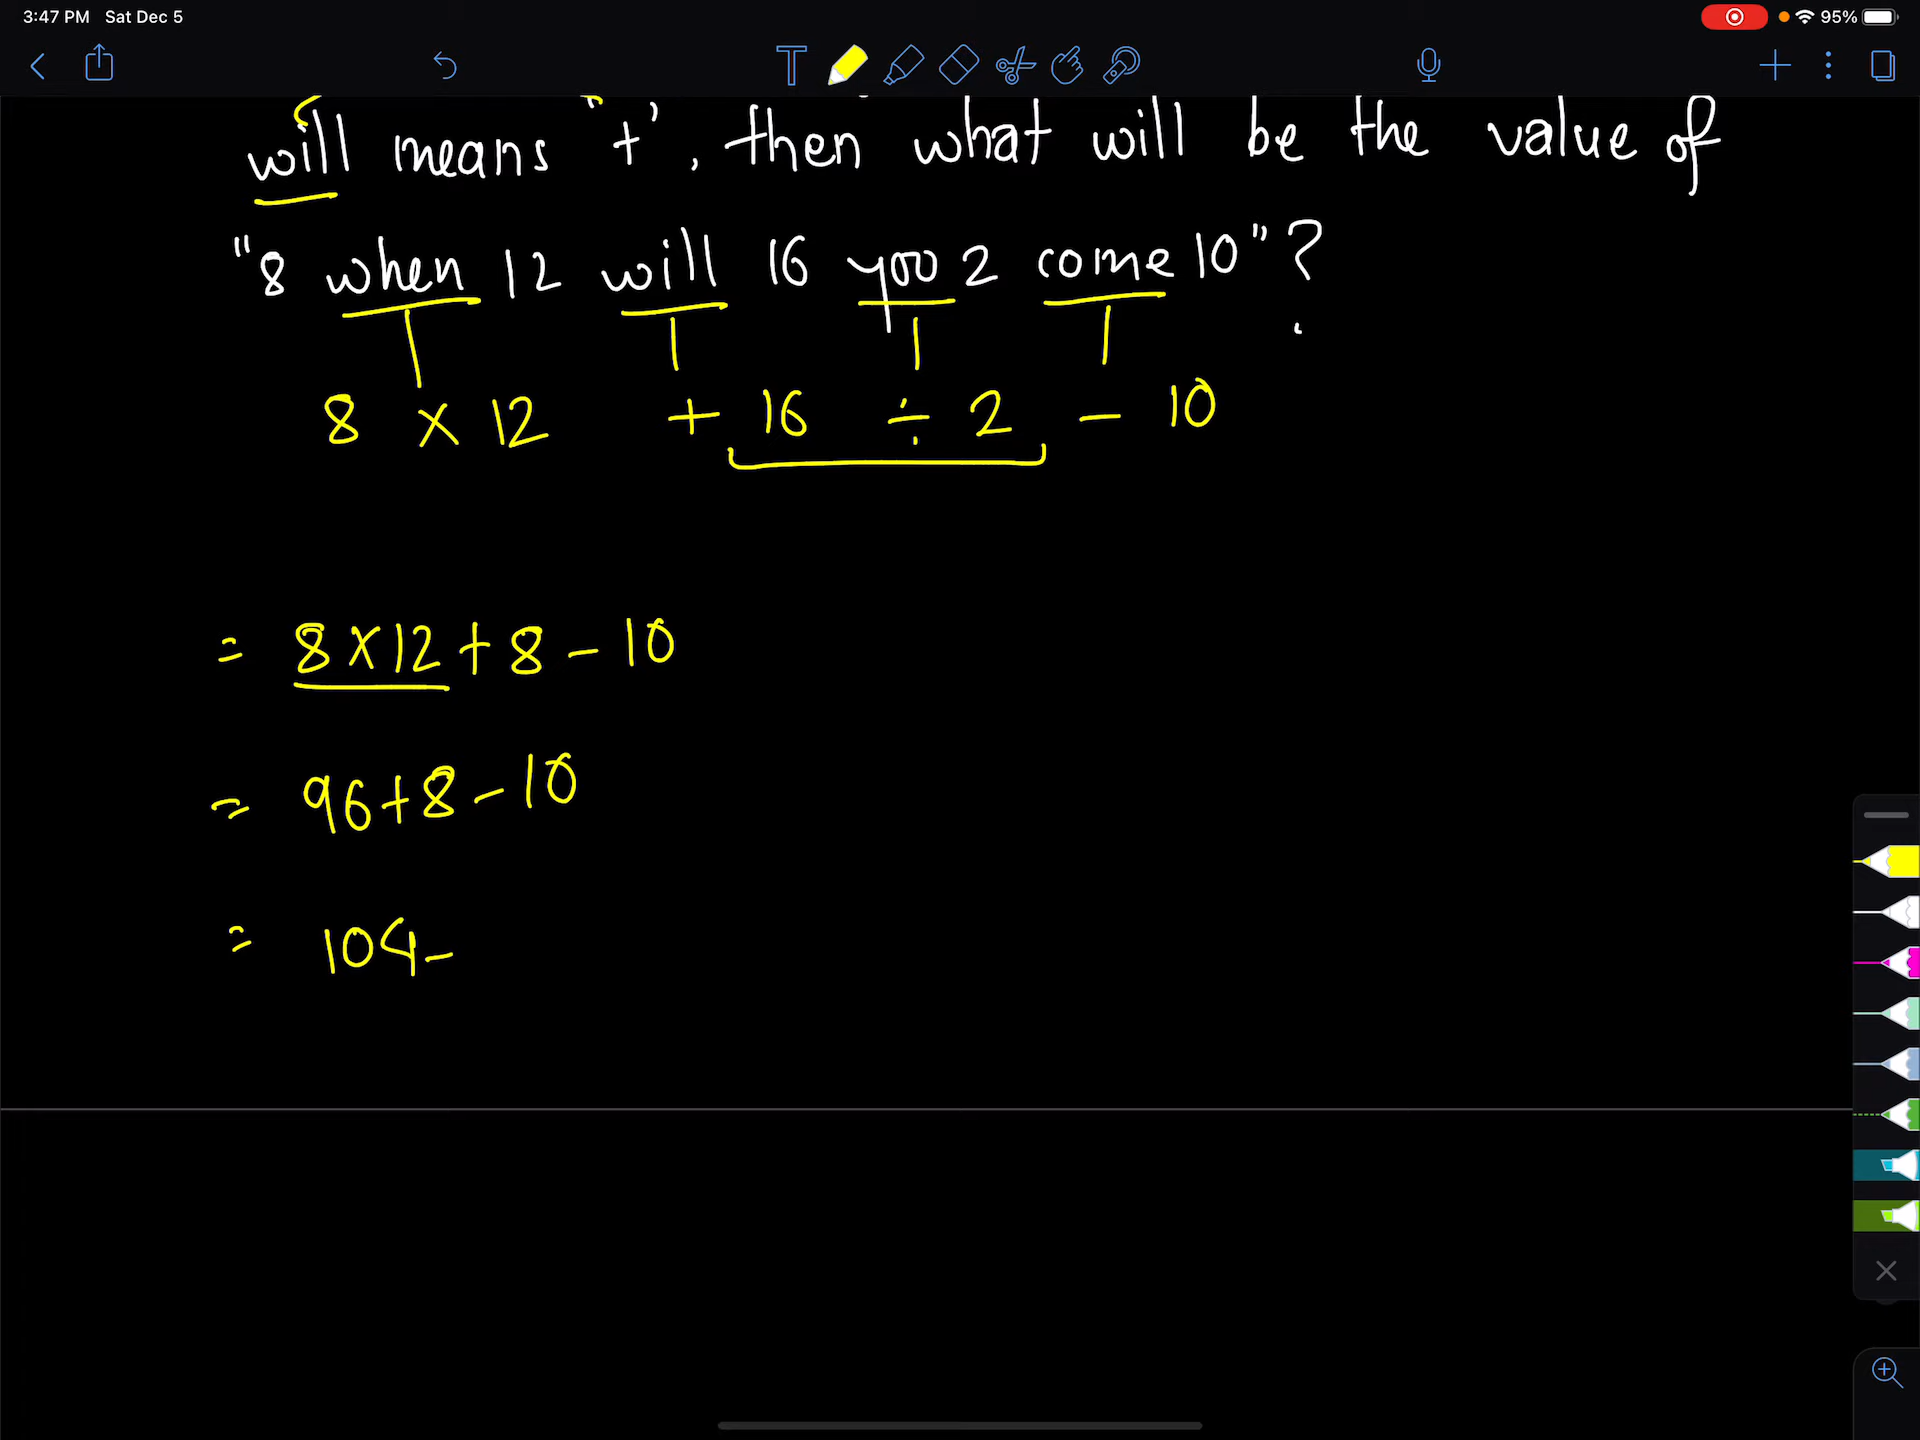 3:47 PM Sat Dec 5
95%
T
will means "+", then what will be the value of
"8 when 12 will 16 you 2 come 10"?
8 × 12 + 16 ÷ 2 - 10
= 8×12+8-10
= 96+8-10
= 104-